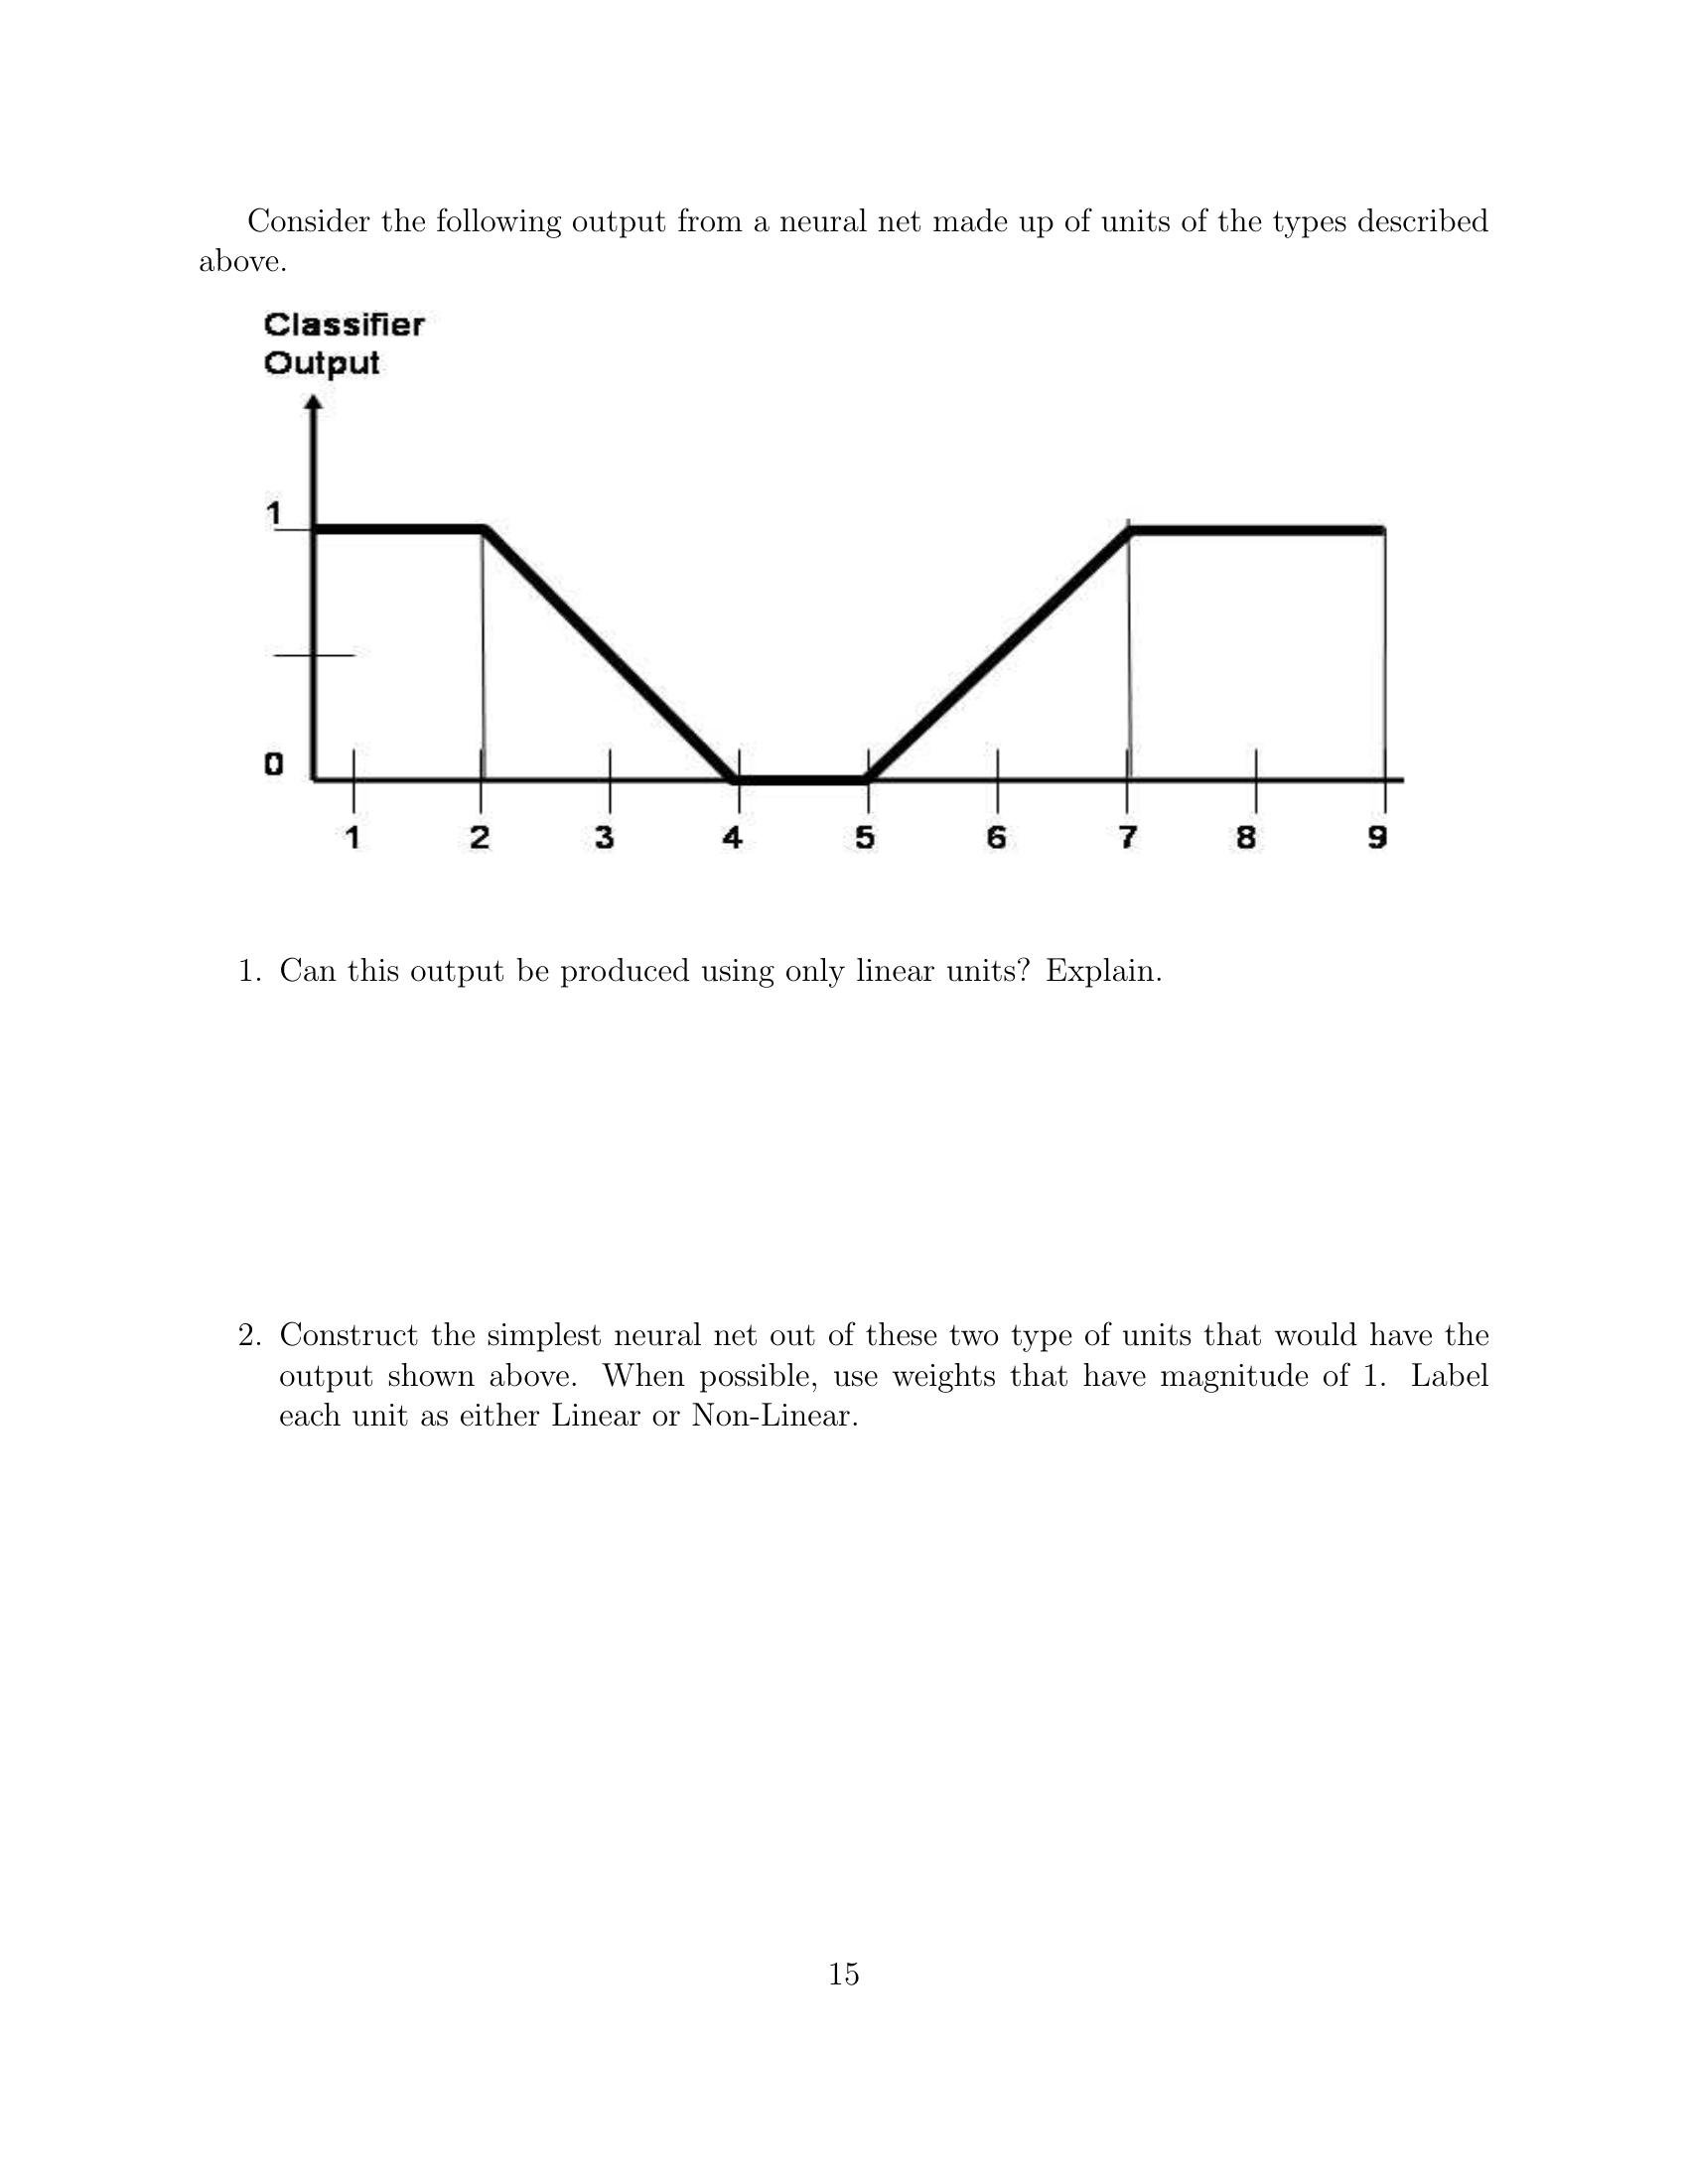 Consider the following output from a neural net made up of units of the types described
above.
Classifier
Output
1
0
1 2 3 4 5 6 7 8 9
1. Can this output be produced using only linear units? Explain.
2. Construct the simplest neural net out of these two type of units that would have the
output shown above. When possible, use weights that have magnitude of 1. Label
each unit as either Linear or Non-Linear.
15